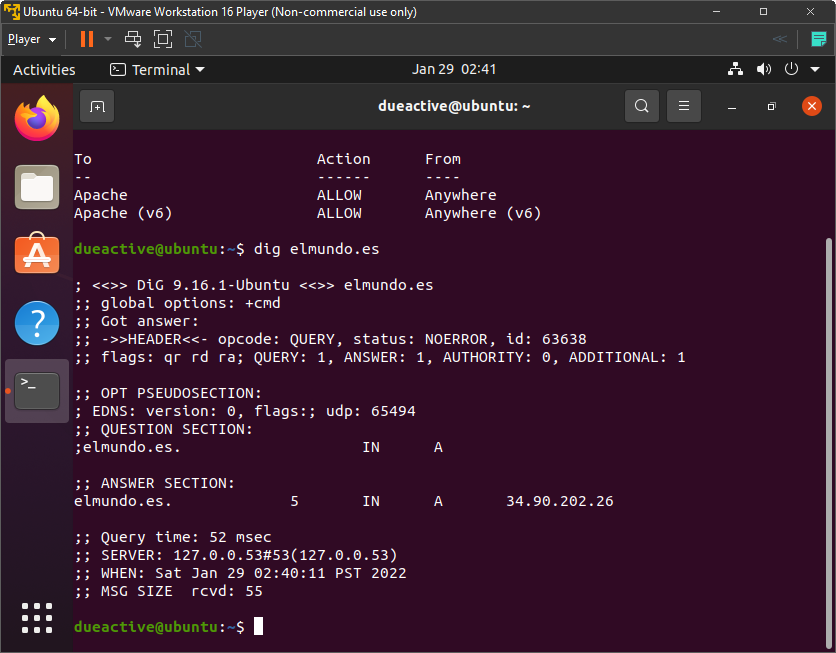 Ubuntu 64-bit - VMware Workstation 16 Player (Non-commercial use only)
Player
Activities Terminal Jan 29 02:41
dueactive@ubuntu: ~
To Action From
-- ------ ----
Apache ALLOW Anywhere
Apache (v6) ALLOW Anywhere (v6)
dueactive@ubuntu:~$ dig elmundo.es
; <<>> DiG 9.16.1-Ubuntu <<>> elmundo.es
;; global options: +cmd
;; Got answer:
;; ->>HEADER<<- opcode: QUERY, status: NOERROR, id: 63638
;; flags: qr rd ra; QUERY: 1, ANSWER: 1, AUTHORITY: 0, ADDITIONAL: 1
;; OPT PSEUDOSECTION:
; EDNS: version: 0, flags:; udp: 65494
;; QUESTION SECTION:
;elmundo.es. IN A
;; ANSWER SECTION:
elmundo.es. 5 IN A 34.90.202.26
;; Query time: 52 msec
;; SERVER: 127.0.0.53#53(127.0.0.53)
;; WHEN: Sat Jan 29 02:40:11 PST 2022
;; MSG SIZE rcvd: 55
dueactive@ubuntu:~$